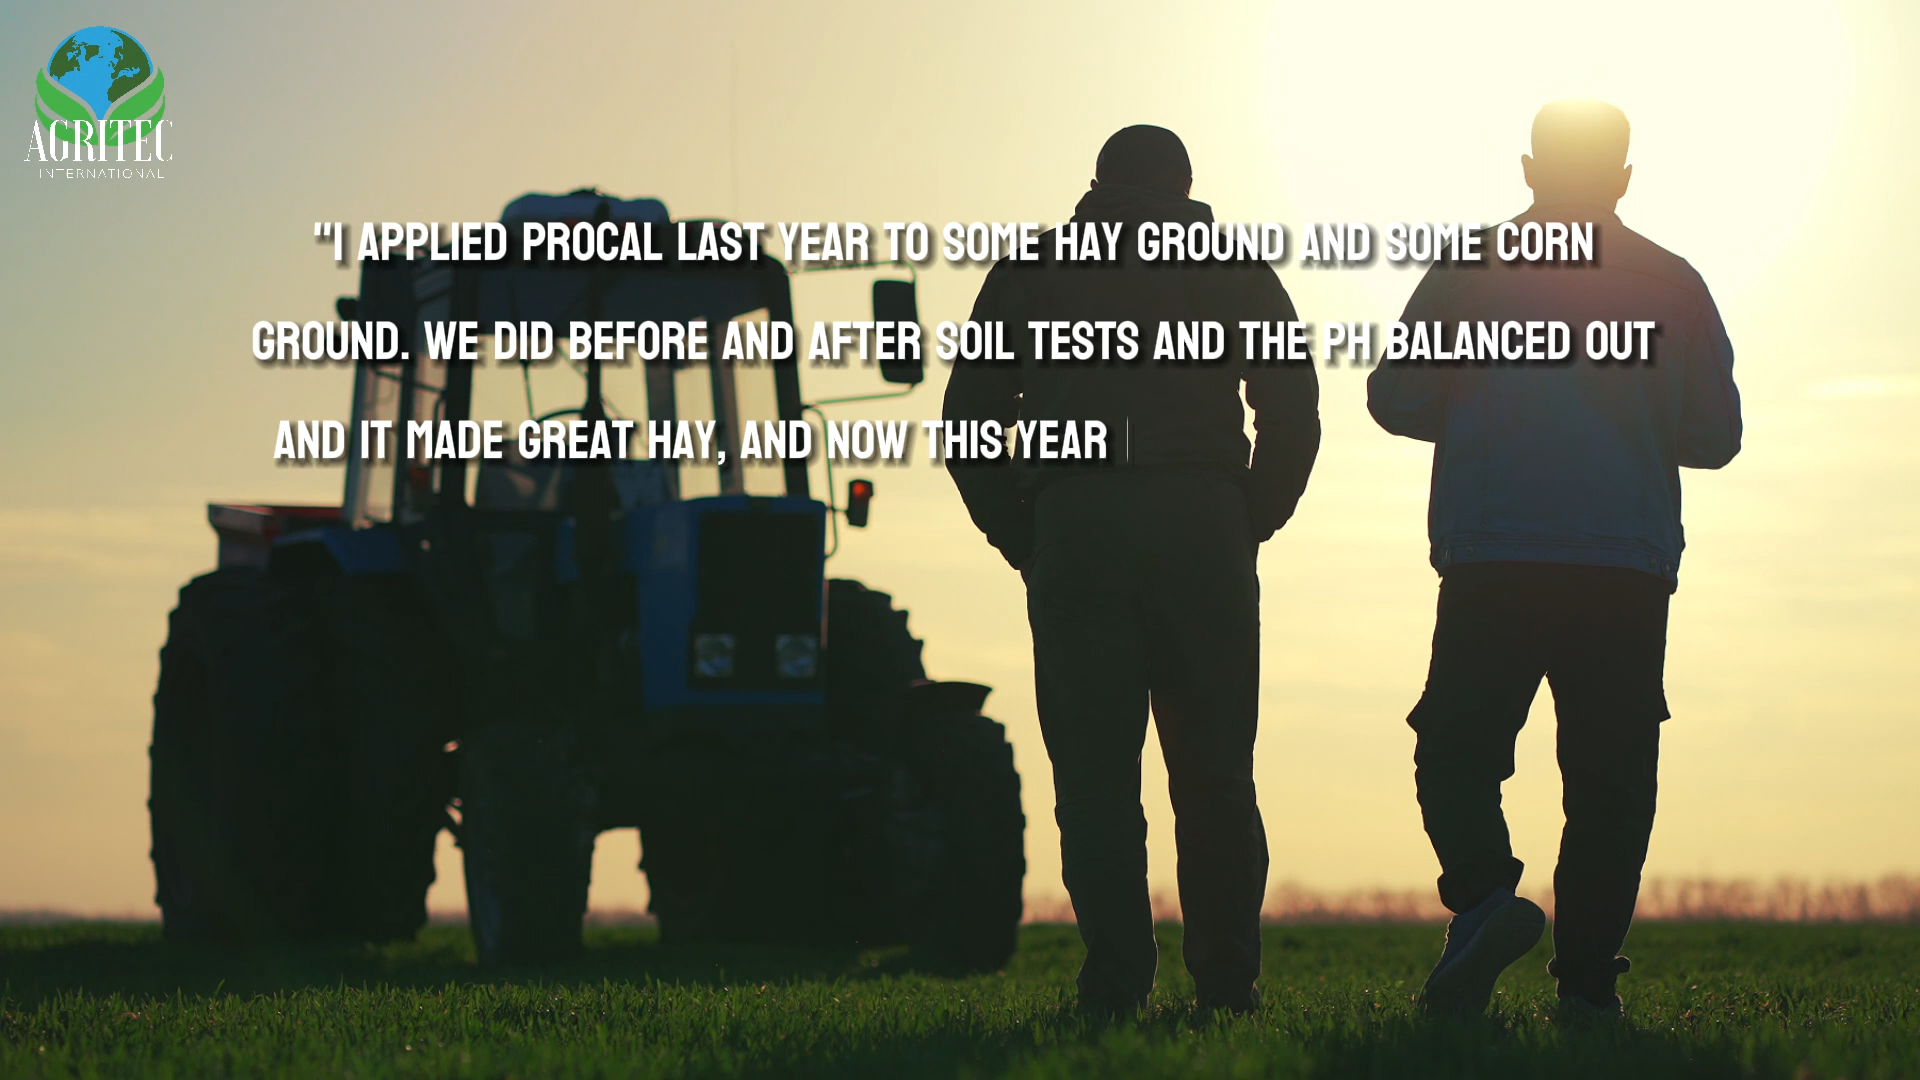 AGRITEC
INTERNATIONAL
"I APPLIED PROCAL LAST YEAR TO SOME HAY GROUND AND SOME CORN
GROUND. WE DID BEFORE AND AFTER SOIL TESTS AND THE PH BALANCED OUT
AND IT MADE GREAT HAY, AND NOW THIS YEAR